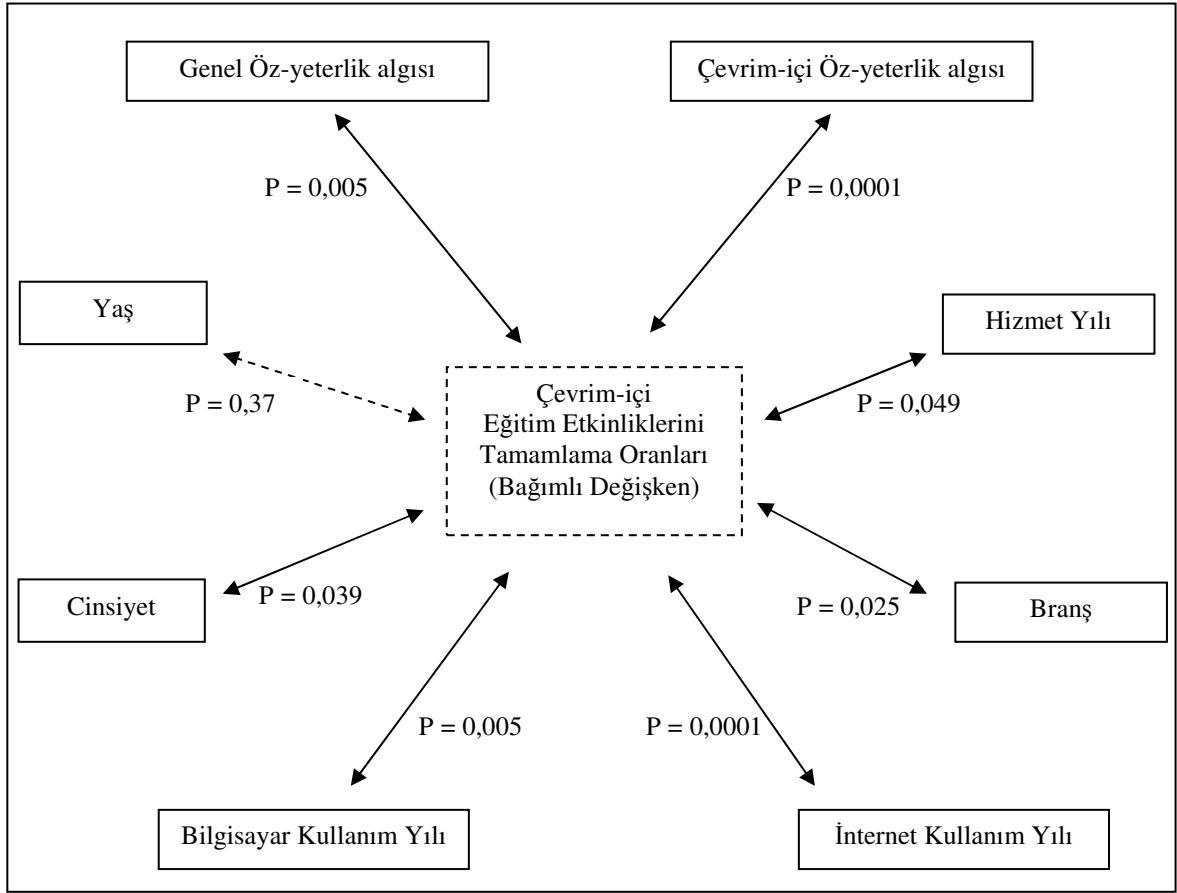 Genel Öz-yeterlik algısı
Çevrim-içi Öz-yeterlik algısı
P = 0,005
P = 0,0001
Yaş
Hizmet Yılı
P = 0,37
P = 0,049
Çevrim-içi
Eğitim Etkinliklerini
Tamamlama Oranları
(Bağımlı Değişken)
Cinsiyet
P = 0,039
P = 0,025
Branş
P = 0,005
P = 0,0001
Bilgisayar Kullanım Yılı
İnternet Kullanım Yılı